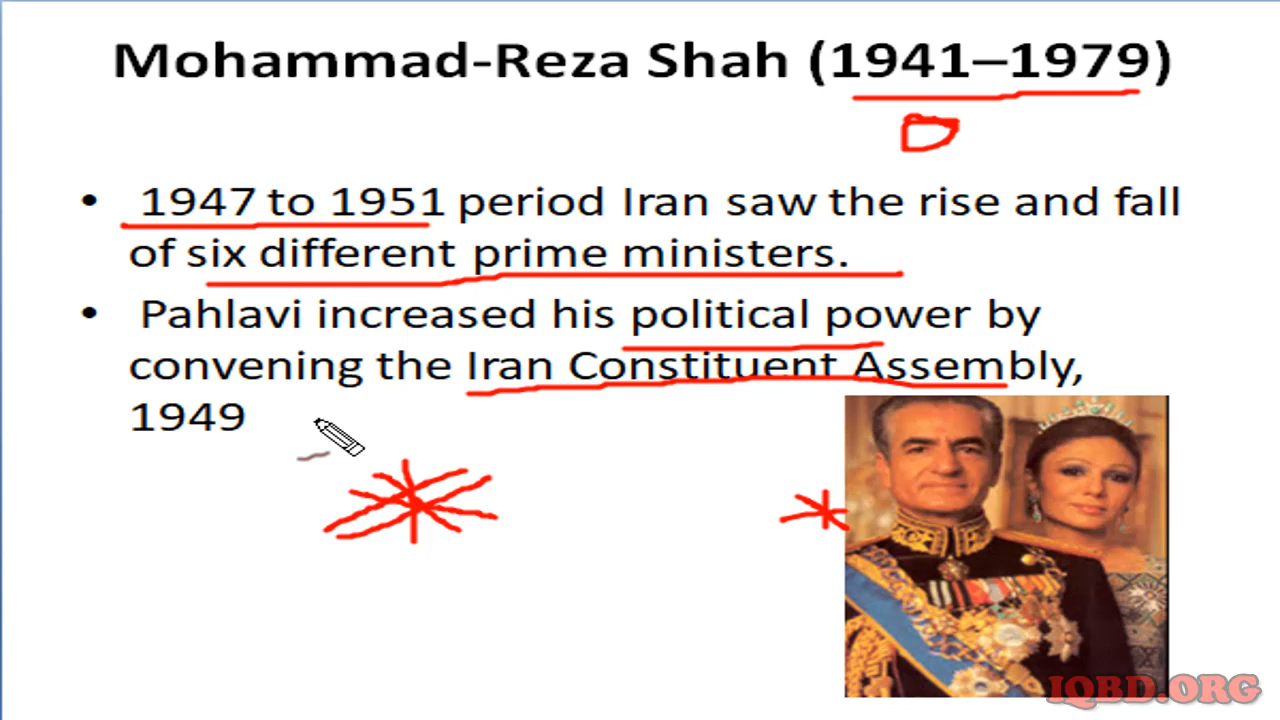 Mohammad-Reza Shah (1941–1979)
• 1947 to 1951 period Iran saw the rise and fall
of six different prime ministers.
• Pahlavi increased his political power by
convening the Iran Constituent Assembly,
1949
IQBD.ORG